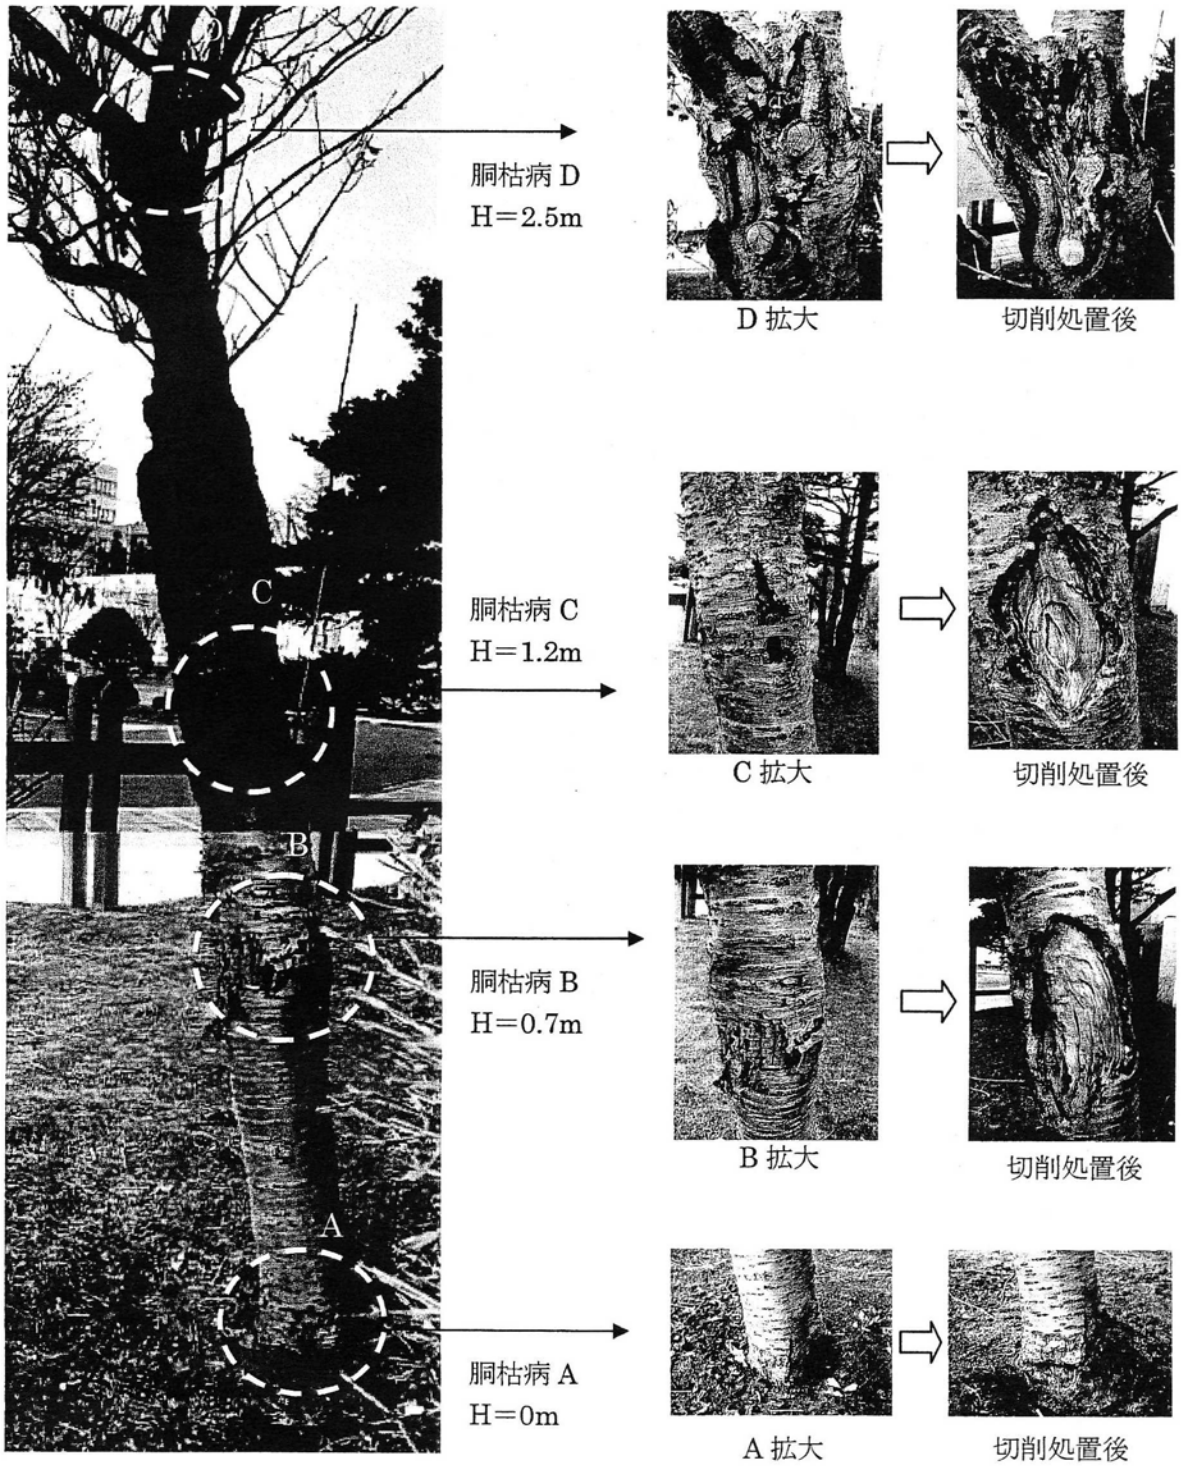 D
胴枯病 D
H=2.5m
D 拡大
切削処置後
C
胴枯病 C
H=1.2m
C 拡大
切削処置後
B
胴枯病 B
H=0.7m
B 拡大
切削処置後
A
胴枯病 A
H=0m
A 拡大
切削処置後